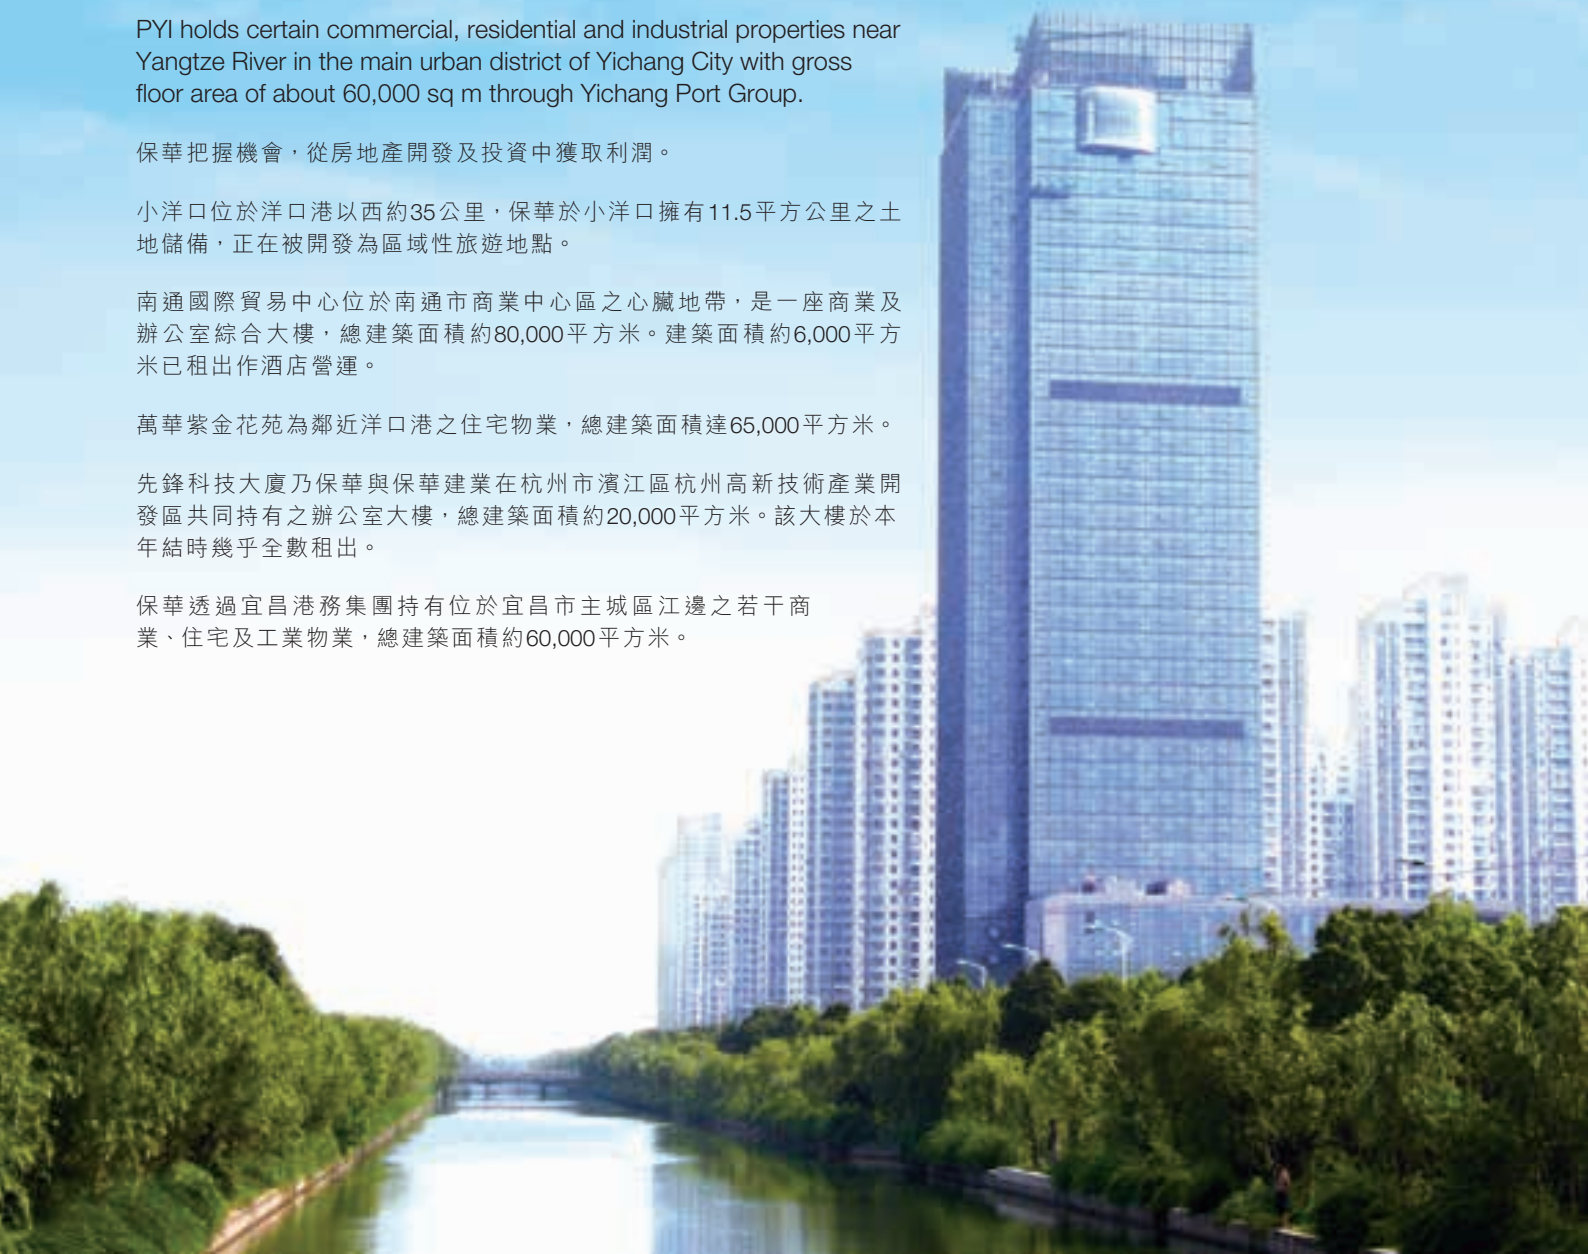 PYI holds certain commercial, residential and industrial properties near
Yangtze River in the main urban district of Yichang City with gross
floor area of about 60,000 sq m through Yichang Port Group.
保華把握機會，從房地產開發及投資中獲取利潤。
小洋口位於洋口港以西約35公里，保華於小洋口擁有11.5平方公里之土
地儲備，正在被開發為區域性旅遊地點。
南通國際貿易中心位於南通市商業中心區之心臟地帶，是一座商業及
辦公室綜合大樓，總建築面積約80,000平方米。建築面積約6,000平方
米已租出作酒店營運。
萬華紫金花苑為鄰近洋口港之住宅物業，總建築面積達65,000平方米。
先鋒科技大廈乃保華與保華建業在杭州市濱江區杭州高新技術產業開
發區共同持有之辦公室大樓，總建築面積約20,000平方米。該大樓於本
年結時幾乎全數租出。
保華透過宜昌港務集團持有位於宜昌市主城區江邊之若干商
業、住宅及工業物業，總建築面積約60,000平方米。